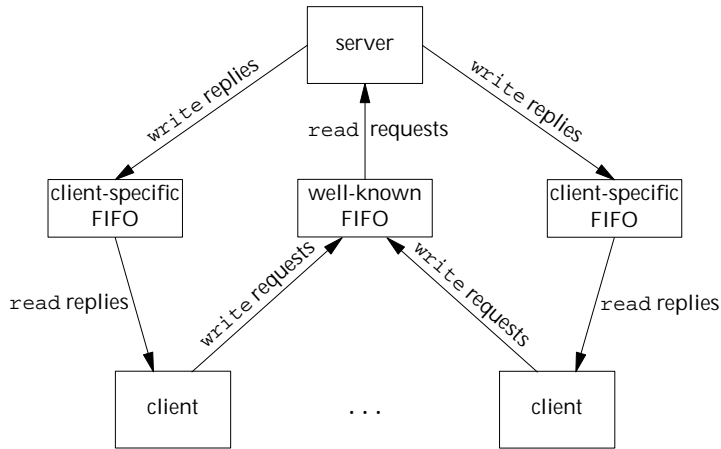 server
write replies
write replies
read requests
client-specific
FIFO
well-known
FIFO
client-specific
FIFO
write requests
write requests
read replies
read replies
client
...
client